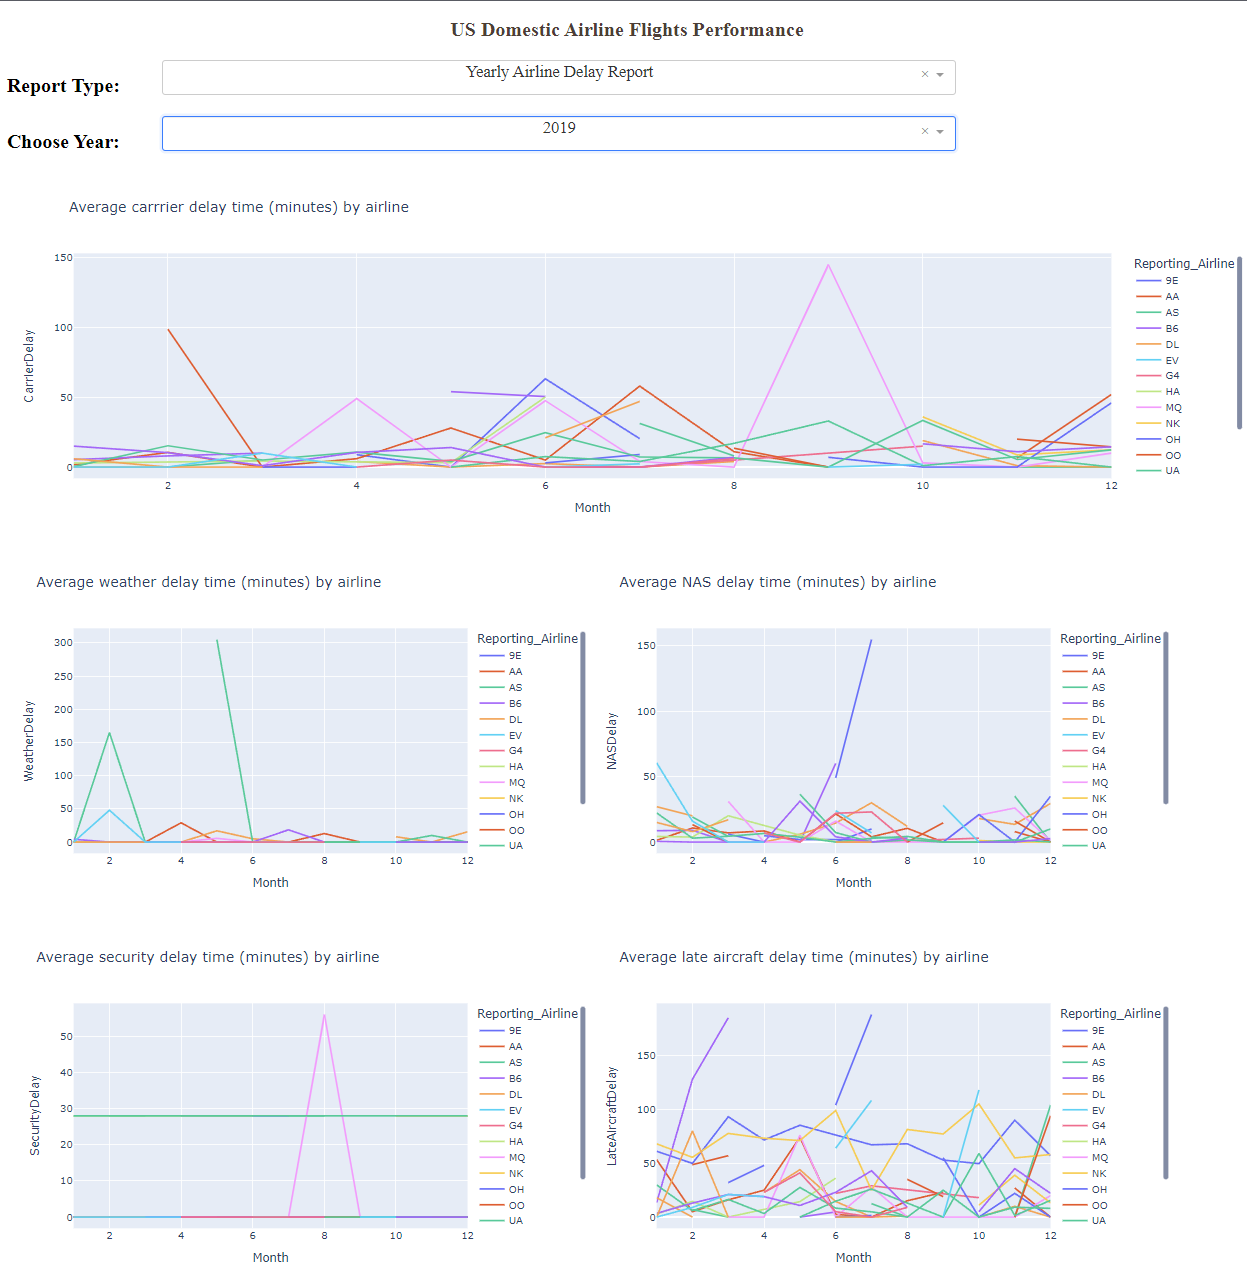 US Domestic Airline Flights Performance
Report Type:
Yearly Airline Delay Report
×
Choose Year:
2019
×
Average carrrier delay time (minutes) by airline
150
100
50
0
CarrierDelay
2 4 6 8 10 12
Month
Reporting_Airline
9E
AA
AS
B6
DL
EV
G4
HA
MQ
NK
OH
OO
UA
Average weather delay time (minutes) by airline
300
250
200
150
100
50
0
WeatherDelay
2 4 6 8 10 12
Month
Reporting_Airline
9E
AA
AS
B6
DL
EV
G4
HA
MQ
NK
OH
OO
UA
Average NAS delay time (minutes) by airline
150
100
50
0
NASDelay
2 4 6 8 10 12
Month
Reporting_Airline
9E
AA
AS
B6
DL
EV
G4
HA
MQ
NK
OH
OO
UA
Average security delay time (minutes) by airline
50
40
30
20
10
0
SecurityDelay
2 4 6 8 10 12
Month
Reporting_Airline
9E
AA
AS
B6
DL
EV
G4
HA
MQ
NK
OH
OO
UA
Average late aircraft delay time (minutes) by airline
150
100
50
0
LateAircraftDelay
2 4 6 8 10 12
Month
Reporting_Airline
9E
AA
AS
B6
DL
EV
G4
HA
MQ
NK
OH
OO
UA